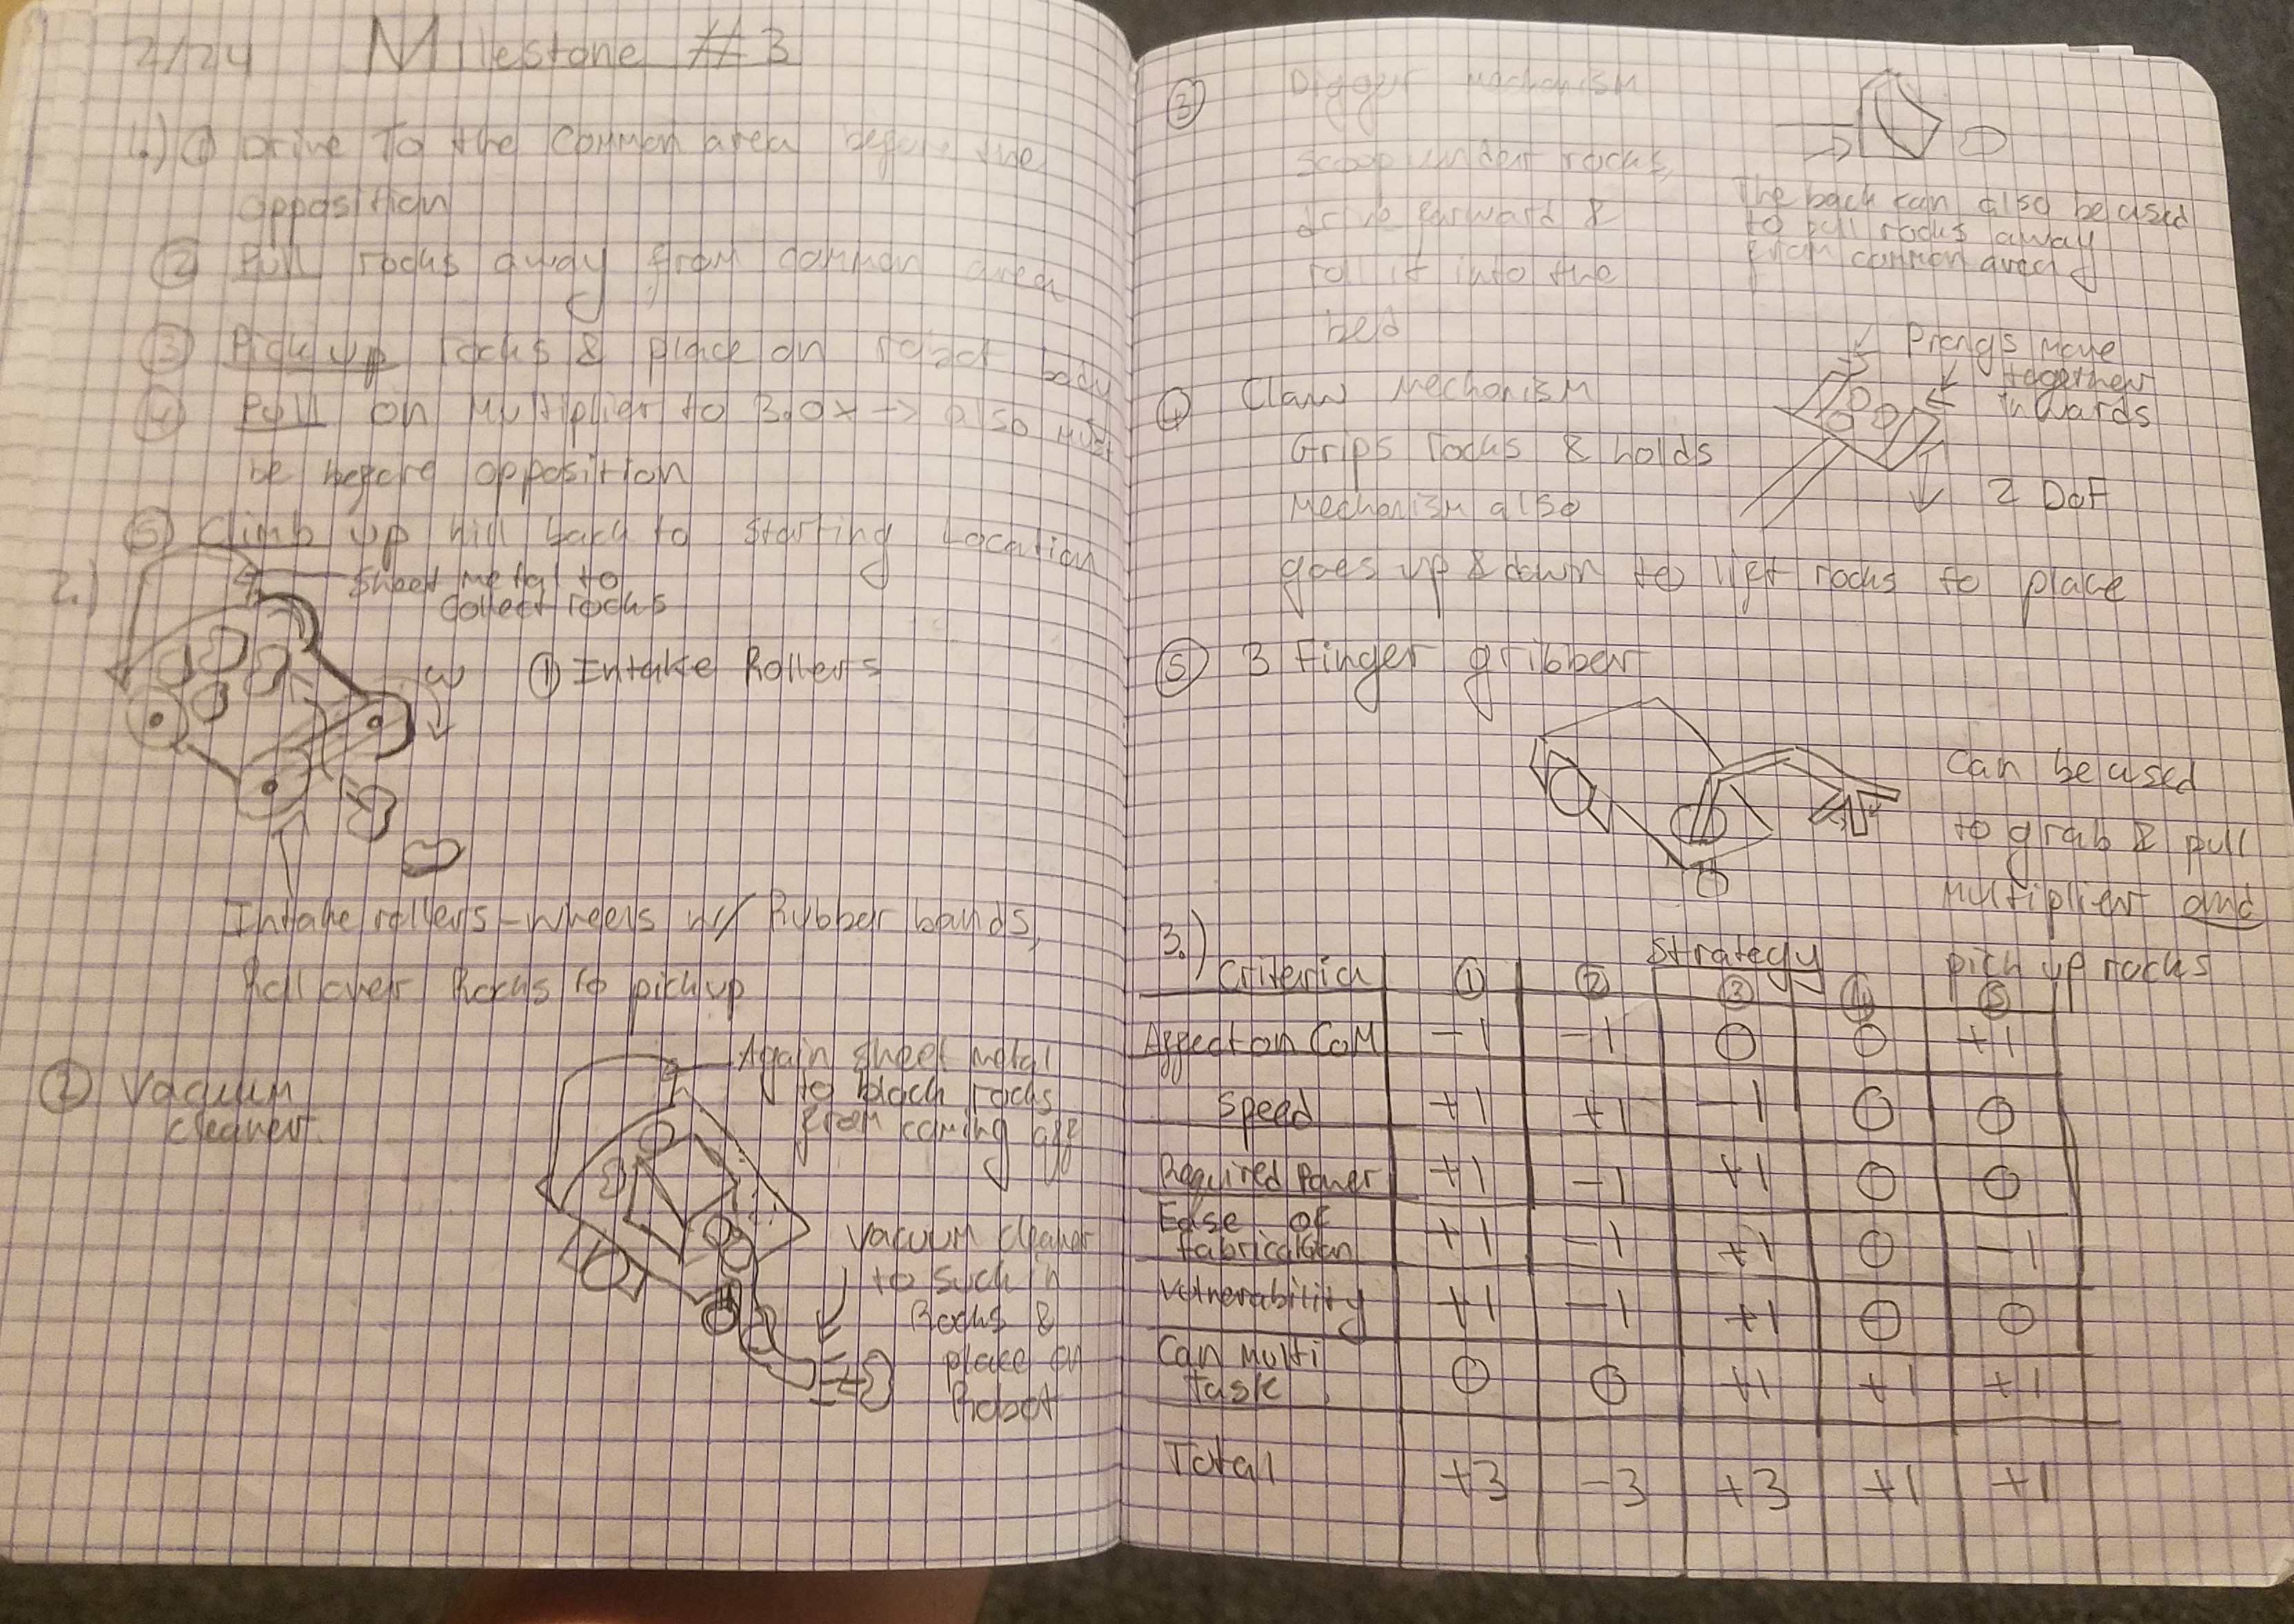 2/24 Milestone #3
1.) ① Drive To the Common area before the
opposition
② Pull rocks away from common area
③ Pick up rocks & place on robot body
④ Pull on Multiplier to 3.0x -> also must
be before opposition
⑤ Climb up hill back to starting Location
2.)
Sheet metal to
collect rocks
ω
① Intake Rollers
Intake rollers - wheels w/ Rubber bands,
Roll over Rocks to pickup
② Vacuum
cleaner.
Again sheet metal
to block rocks
from coming off
Vacuum cleaner
to suck in
Rocks &
place on
Robot
③ Digger mechanism
scoop under rocks,
drive forward &
roll it into the
bed
The back can also be used
to pull rocks away
from common area
④ Claw Mechanism
Grips rocks & holds
Mechanism also
goes up & down to lift rocks to place
Prongs move
together
inwards
2 DoF
⑤ 3 Finger gribber
Can be used
to grab & pull
Multiplier and
pick up rocks
3.)
Strategy
Criteria ① ② ③ ④ ⑤
Affect on CoM -1 -1 0 0 +1
Speed +1 +1 -1 0 0
Required Power +1 -1 +1 0 0
Ease of
fabrication +1 -1 +1 0 -1
Vulnerability +1 -1 +1 0 0
Can Multi
task 0 0 +1 +1 +1
Total +3 -3 +3 +1 +1